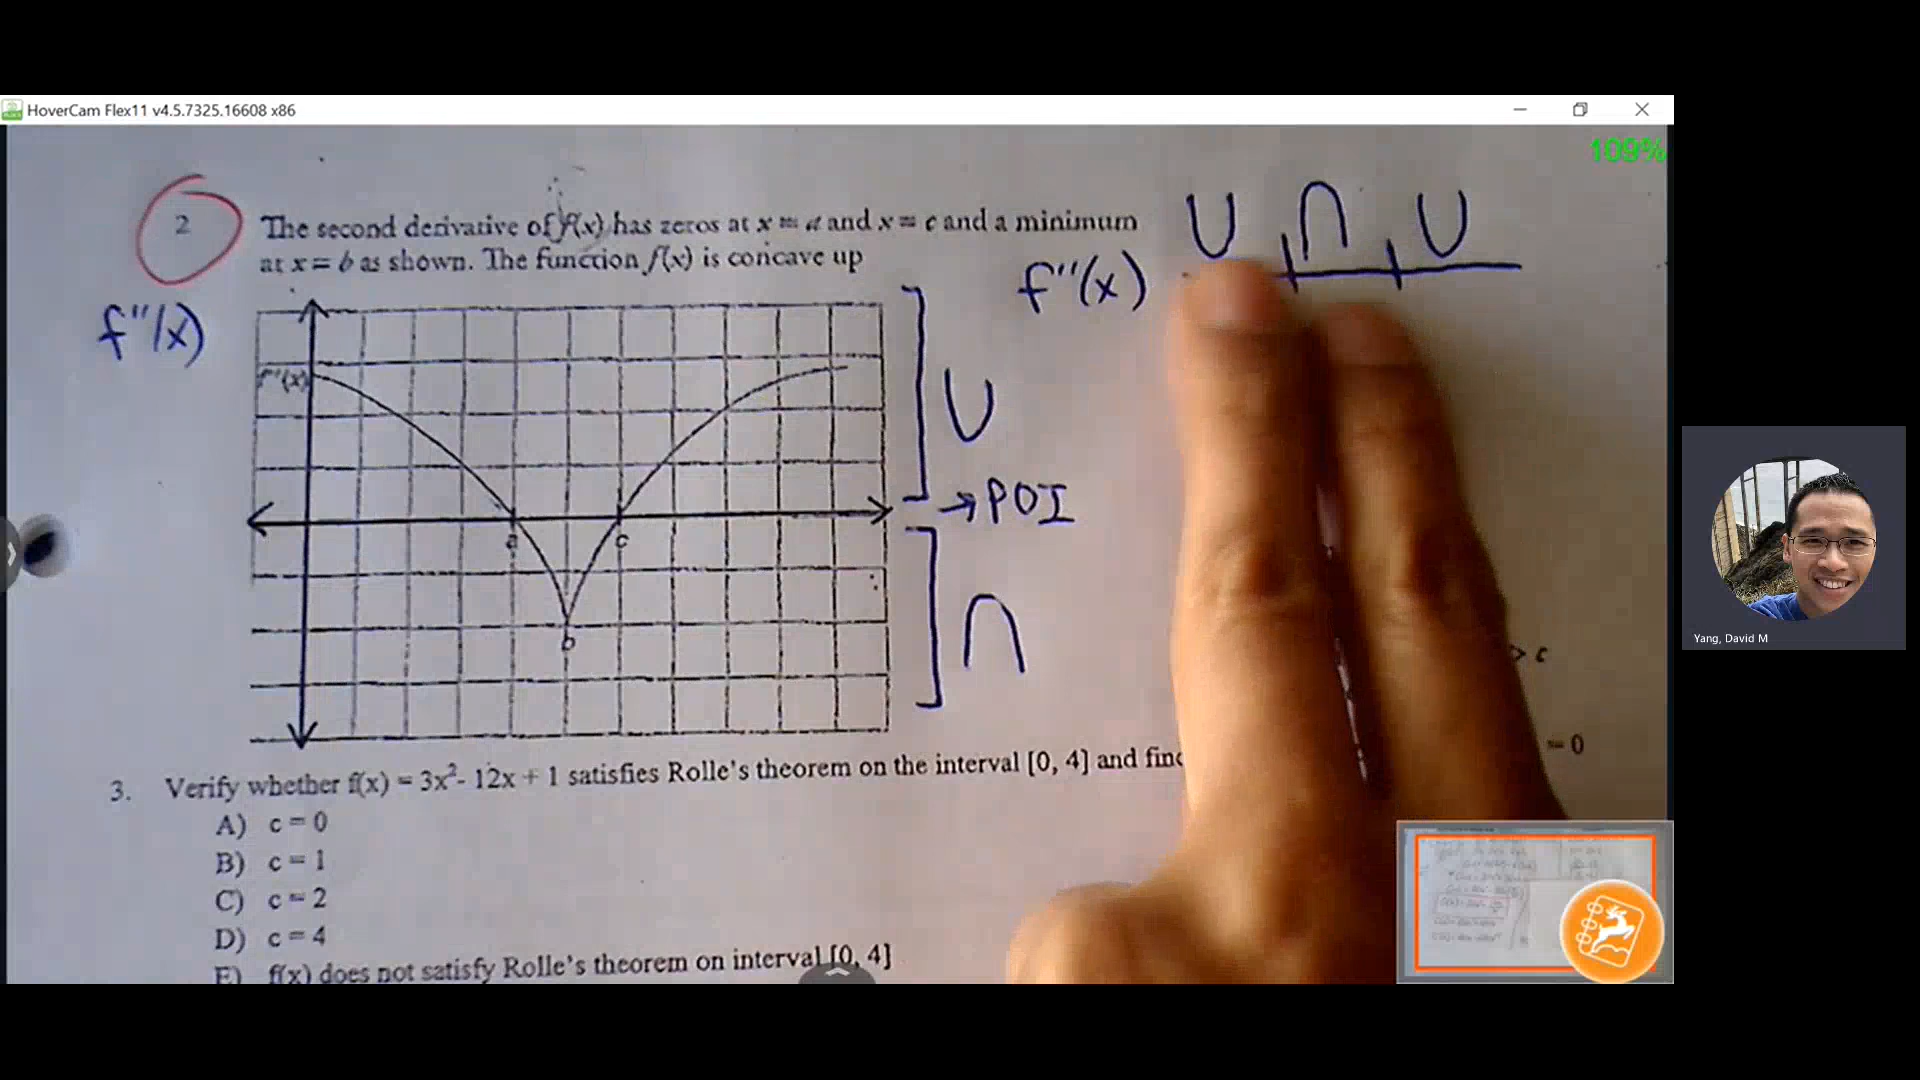 HoverCam Flex11 v4.5.7325.16608 x86
109%
2 The second derivative of f(x) has zeros at x = a and x = c and a minimum
at x = b as shown. The function f(x) is concave up
U ∩ U
f''(x)
f''(x)
f''(x)
U
→POI
a c
b
∩
> c
= 0
3. Verify whether f(x) = 3x²- 12x + 1 satisfies Rolle's theorem on the interval [0, 4] and find
A) c = 0
B) c = 1
C) c = 2
D) c = 4
E) f(x) does not satisfy Rolle's theorem on interval [0, 4]
Yang, David M